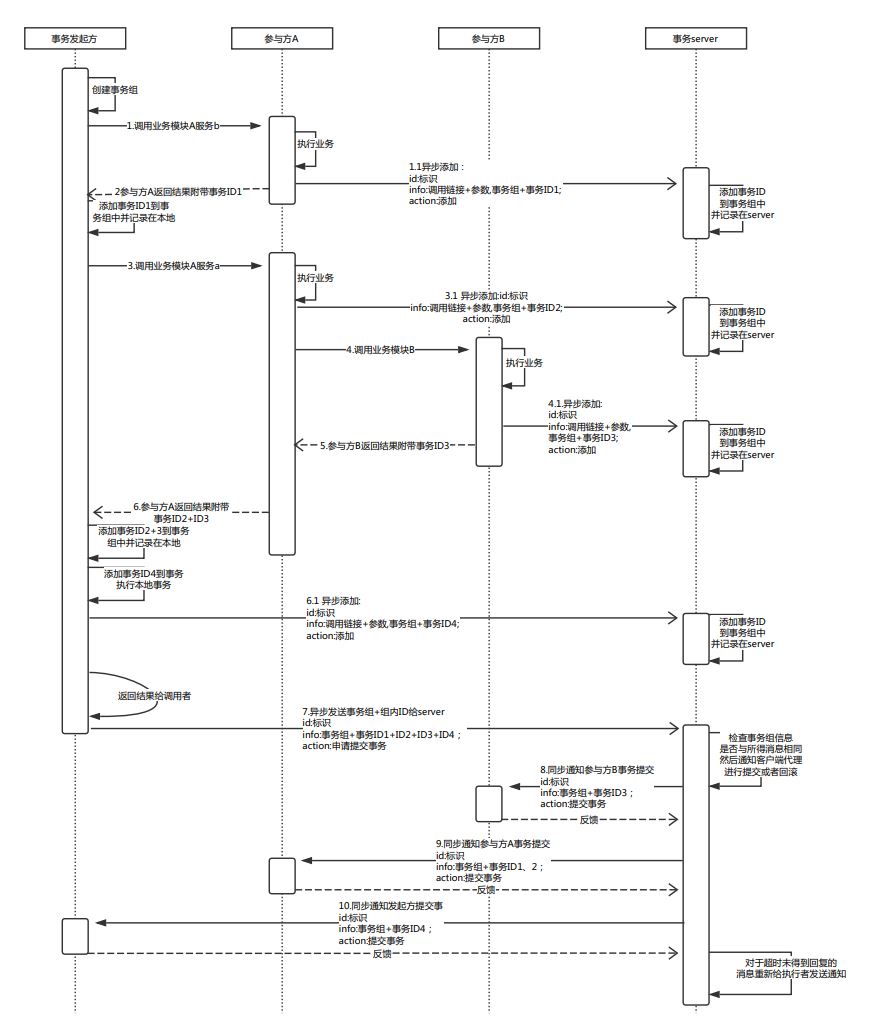 事务发起方
参与方A
参与方B
事务server
创建事务组
1.调用业务模块A服务b
执行业务
1.1异步添加：
id:标识
info:调用链接+参数,事务组+事务ID1;
action:添加
添加事务ID
到事务组中
并记录在server
2参与方A返回结果附带事务ID1
添加事务ID1到事
务组中并记录在本地
3.调用业务模块A服务a
执行业务
3.1 异步添加:id:标识
info:调用链接+参数,事务组+事务ID2;
action:添加
添加事务ID
到事务组中
并记录在server
4.调用业务模块B
执行业务
4.1.异步添加:
id:标识
info:调用链接+参数,
事务组+事务ID3;
action:添加
添加事务ID
到事务组中
并记录在server
5.参与方B返回结果附带事务ID3
6.参与方A返回结果附带
事务ID2+ID3
添加事务ID2+3到事务
组中并记录在本地
添加事务ID4到事务
执行本地事务
6.1 异步添加:
id:标识
info:调用链接+参数,事务组+事务ID4;
action:添加
添加事务ID
到事务组中
并记录在server
返回结果给调用者
7.异步发送事务组+组内ID给server
id:标识
info:事务组+事务ID1+ID2+ID3+ID4；
action:申请提交事务
检查事务组信息
是否与所得消息相同
然后通知客户端代理
进行提交或者回滚
8.同步通知参与方B事务提交
id:标识
info:事务组+事务ID3；
action:提交事务
反馈
9.同步通知参与方A事务提交
id:标识
info:事务组+事务ID1、2；
action:提交事务
反馈
10.同步通知发起方提交事
id:标识
info:事务组+事务ID4；
action:提交事务
反馈
对于超时未得到回复的
消息重新给执行者发送通知